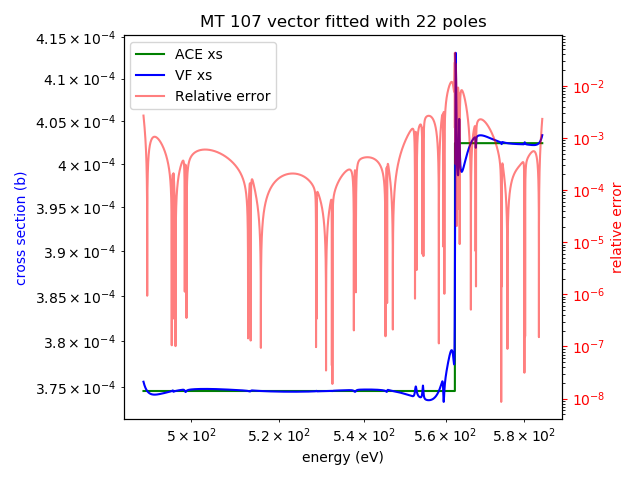 MT 107 vector fitted with 22 poles
ACE xs
VF xs
Relative error
4.15 × 10⁻⁴
4.1 × 10⁻⁴
4.05 × 10⁻⁴
4 × 10⁻⁴
3.95 × 10⁻⁴
3.9 × 10⁻⁴
3.85 × 10⁻⁴
3.8 × 10⁻⁴
3.75 × 10⁻⁴
cross section (b)
10⁻²
10⁻³
10⁻⁴
10⁻⁵
10⁻⁶
10⁻⁷
10⁻⁸
relative error
5 × 10² 5.2 × 10² 5.4 × 10² 5.6 × 10² 5.8 × 10²
energy (eV)